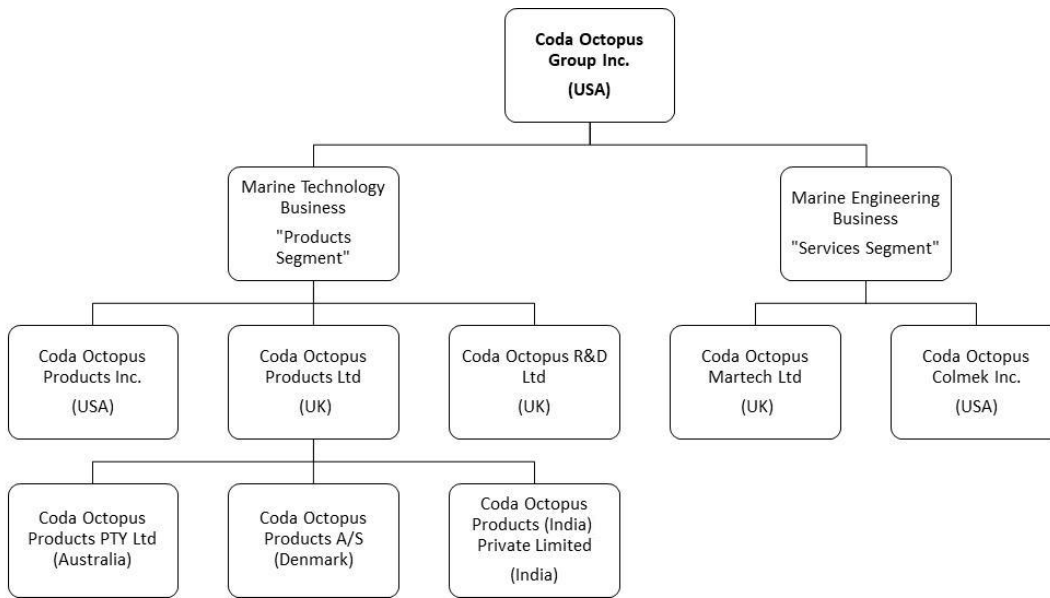 Coda Octopus
Group Inc.
(USA)
Marine Technology
Business
"Products
Segment"
Marine Engineering
Business
"Services Segment"
Coda Octopus
Products Inc.
(USA)
Coda Octopus
Products Ltd
(UK)
Coda Octopus R&D
Ltd
(UK)
Coda Octopus
Martech Ltd
(UK)
Coda Octopus
Colmek Inc.
(USA)
Coda Octopus
Products PTY Ltd
(Australia)
Coda Octopus
Products A/S
(Denmark)
Coda Octopus
Products (India)
Private Limited
(India)